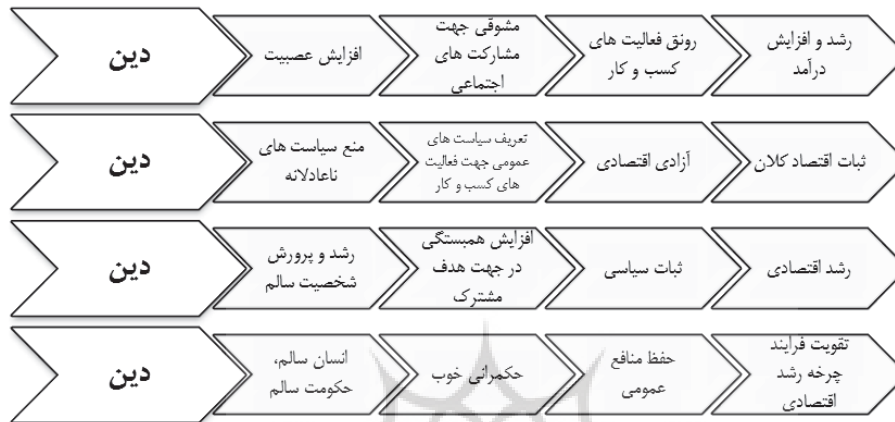 دین
افزایش عصبیت
مشوقی جهت
مشارکت های
اجتماعی
رونق فعالیت های
کسب و کار
رشد و افزایش
درآمد
دین
منع سیاست های
ناعادلانه
تعریف سیاست های
عمومی جهت فعالیت
های کسب و کار
آزادی اقتصادی
ثبات اقتصاد کلان
دین
رشد و پرورش
شخصیت سالم
افزایش همبستگی
در جهت هدف
مشترک
ثبات سیاسی
رشد اقتصادی
دین
انسان سالم،
حکومت سالم
حکمرانی خوب
حفظ منافع
عمومی
تقویت فرایند
چرخه رشد
اقتصادی